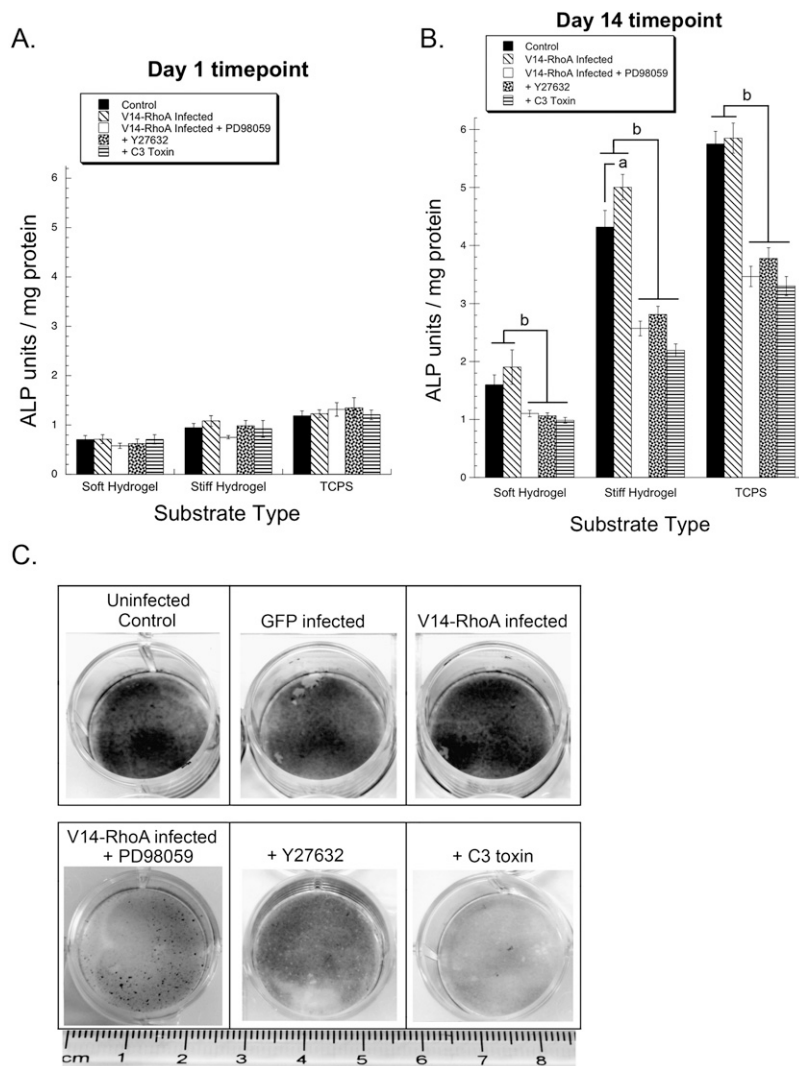 A.
Day 1 timepoint
Control
V14-RhoA Infected
V14-RhoA Infected + PD98059
+ Y27632
+ C3 Toxin
ALP units / mg protein
6
5
4
3
2
1
0
Soft Hydrogel Stiff Hydrogel TCPS
Substrate Type
B.
Day 14 timepoint
Control
V14-RhoA Infected
V14-RhoA Infected + PD98059
+ Y27632
+ C3 Toxin
ALP units / mg protein
6
5
4
3
2
1
0
b
b
a
b
Soft Hydrogel Stiff Hydrogel TCPS
Substrate Type
C.
Uninfected
Control
GFP infected
V14-RhoA infected
V14-RhoA infected
+ PD98059
+ Y27632
+ C3 toxin
cm 1 2 3 4 5 6 7 8